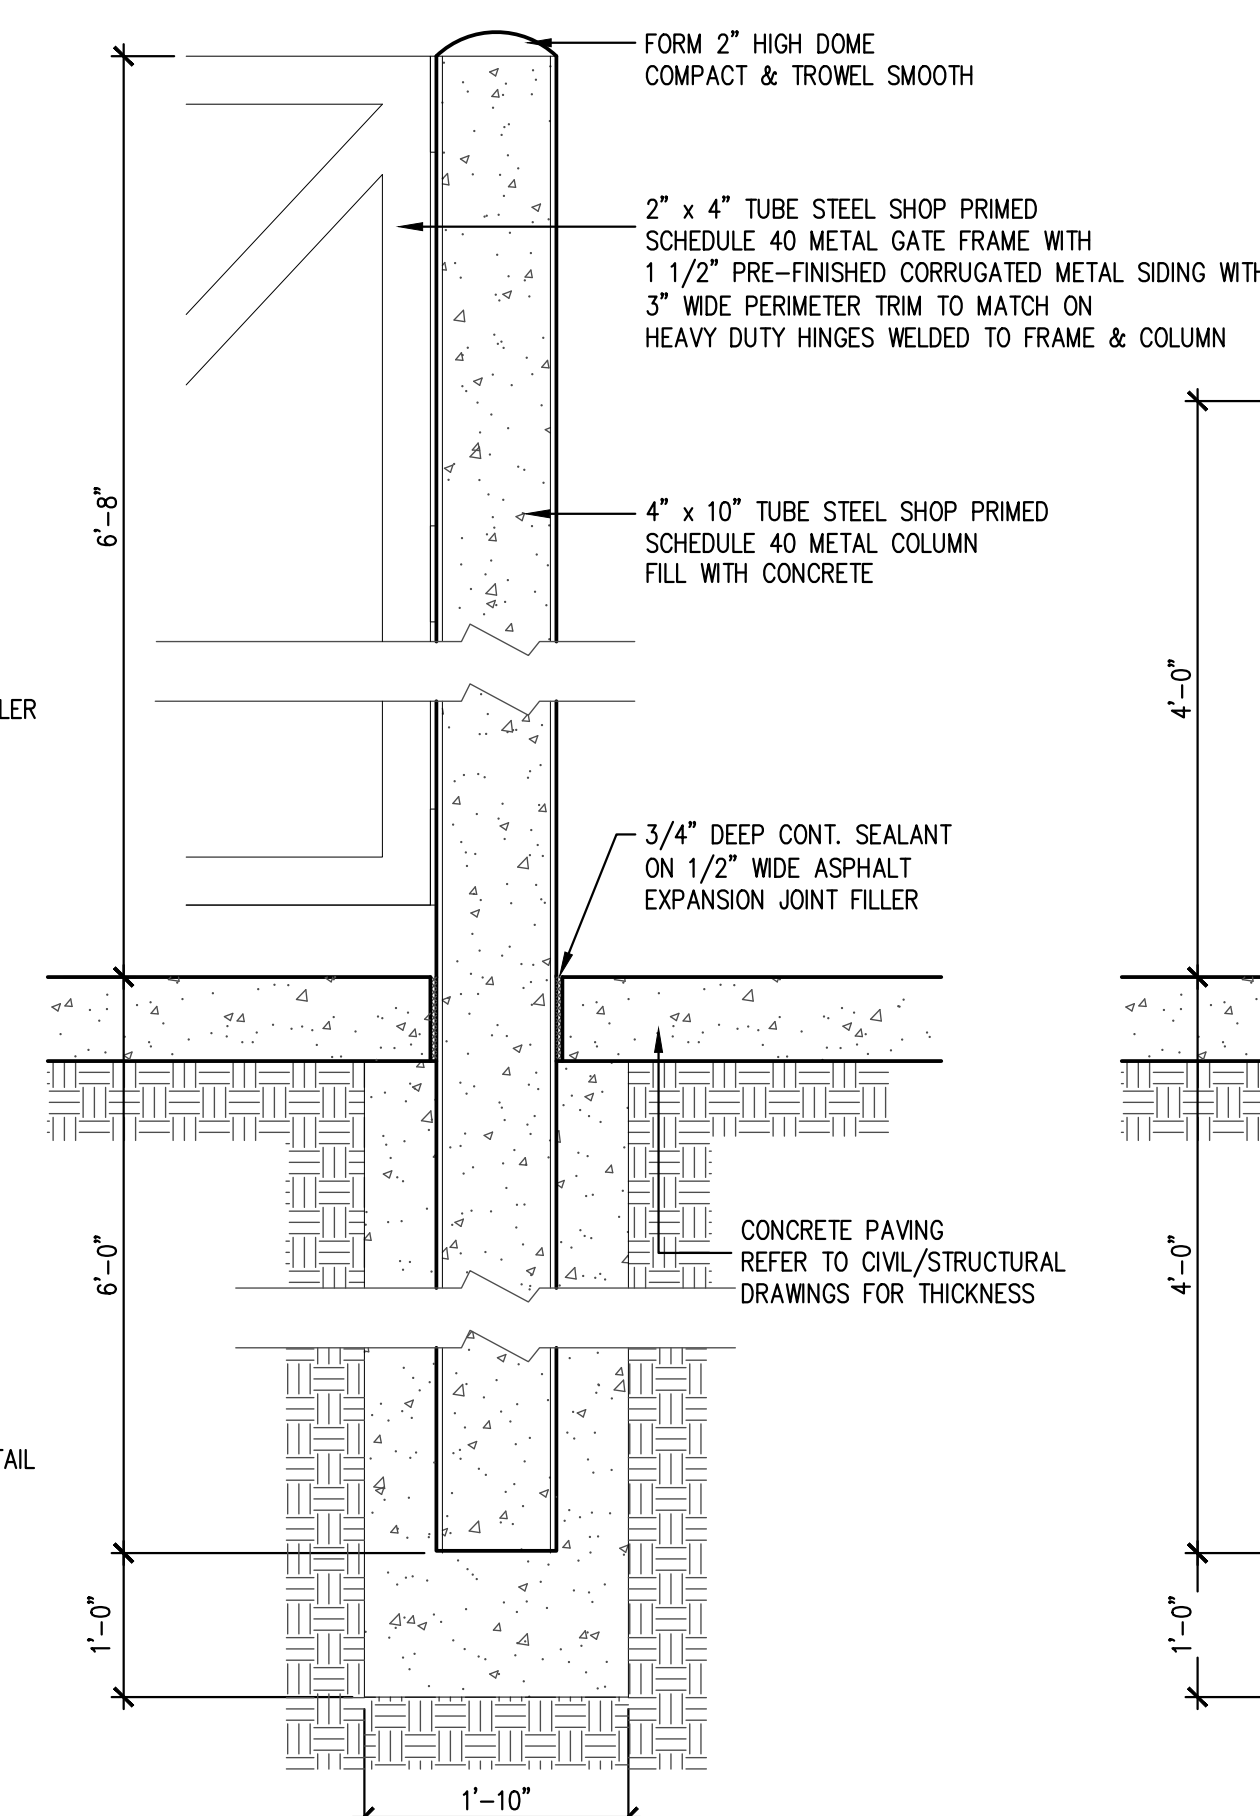 FORM 2" HIGH DOME
COMPACT & TROWEL SMOOTH
2" x 4" TUBE STEEL SHOP PRIMED
SCHEDULE 40 METAL GATE FRAME WITH
1 1/2" PRE-FINISHED CORRUGATED METAL SIDING WITH
3" WIDE PERIMETER TRIM TO MATCH ON
HEAVY DUTY HINGES WELDED TO FRAME & COLUMN
6'-8"
4" x 10" TUBE STEEL SHOP PRIMED
SCHEDULE 40 METAL COLUMN
FILL WITH CONCRETE
4'-0"
LER
3/4" DEEP CONT. SEALANT
ON 1/2" WIDE ASPHALT
EXPANSION JOINT FILLER
6'-0"
CONCRETE PAVING
REFER TO CIVIL/STRUCTURAL
DRAWINGS FOR THICKNESS
4'-0"
TAIL
1'-0"
1'-0"
1'-10"